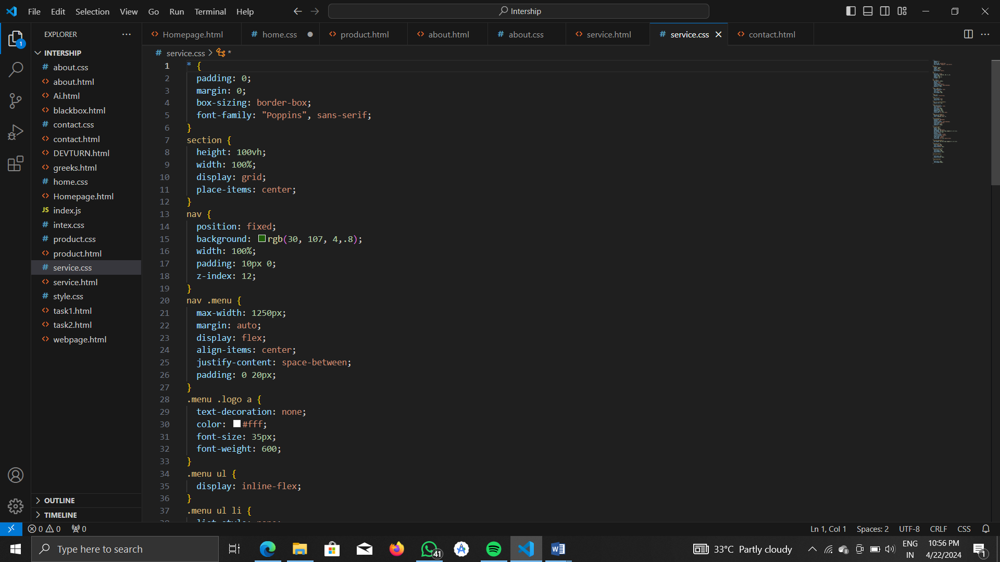 File Edit Selection View Go Run Terminal Help
Intership
EXPLORER
Homepage.html
home.css
product.html
about.html
about.css
service.html
service.css
contact.html
1
INTERSHIP
about.css
about.html
Ai.html
blackbox.html
contact.css
contact.html
DEVTURN.html
greeks.html
home.css
Homepage.html
JS index.js
intex.css
product.css
product.html
service.css
service.html
style.css
task1.html
task2.html
webpage.html
OUTLINE
TIMELINE
# service.css > *
1 * {
2 padding: 0;
3 margin: 0;
4 box-sizing: border-box;
5 font-family: "Poppins", sans-serif;
6 }
7 section {
8 height: 100vh;
9 width: 100%;
10 display: grid;
11 place-items: center;
12 }
13 nav {
14 position: fixed;
15 background: rgb(30, 107, 4,.8);
16 width: 100%;
17 padding: 10px 0;
18 z-index: 12;
19 }
20 nav .menu {
21 max-width: 1250px;
22 margin: auto;
23 display: flex;
24 align-items: center;
25 justify-content: space-between;
26 padding: 0 20px;
27 }
28 .menu .logo a {
29 text-decoration: none;
30 color: #fff;
31 font-size: 35px;
32 font-weight: 600;
33 }
34 .menu ul {
35 display: inline-flex;
36 }
37 .menu ul li {
0 0 0
Ln 1, Col 1 Spaces: 2 UTF-8 CRLF CSS
Type here to search
41
33°C Partly cloudy
ENG
IN
10:56 PM
4/22/2024
1